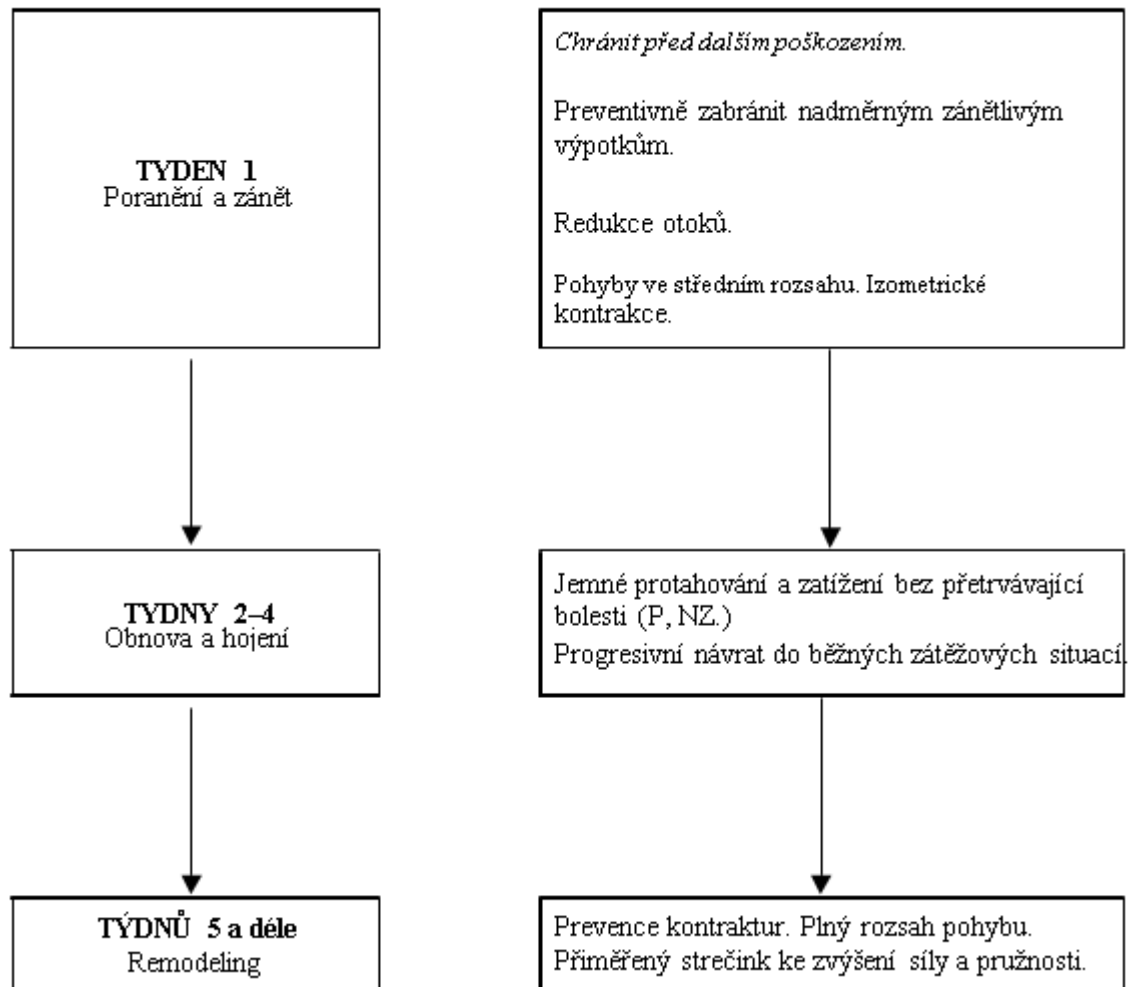 TYDEN 1
Poranění a zánět
Chránit před dalším poškozením.
Preventivně zabránit nadměrným zánětlivým
výpotkům.
Redukce otoků.
Pohyby ve středním rozsahu. Izometrické
kontrakce.
TYDNY 2–4
Obnova a hojení
Jemné protahování a zatížení bez přetrvávající
bolesti (P, NZ.)
Progresivní návrat do běžných zátěžových situací.
TÝDNŮ 5 a déle
Remodeling
Prevence kontraktur. Plný rozsah pohybu.
Přiměřený strečink ke zvýšení síly a pružnosti.